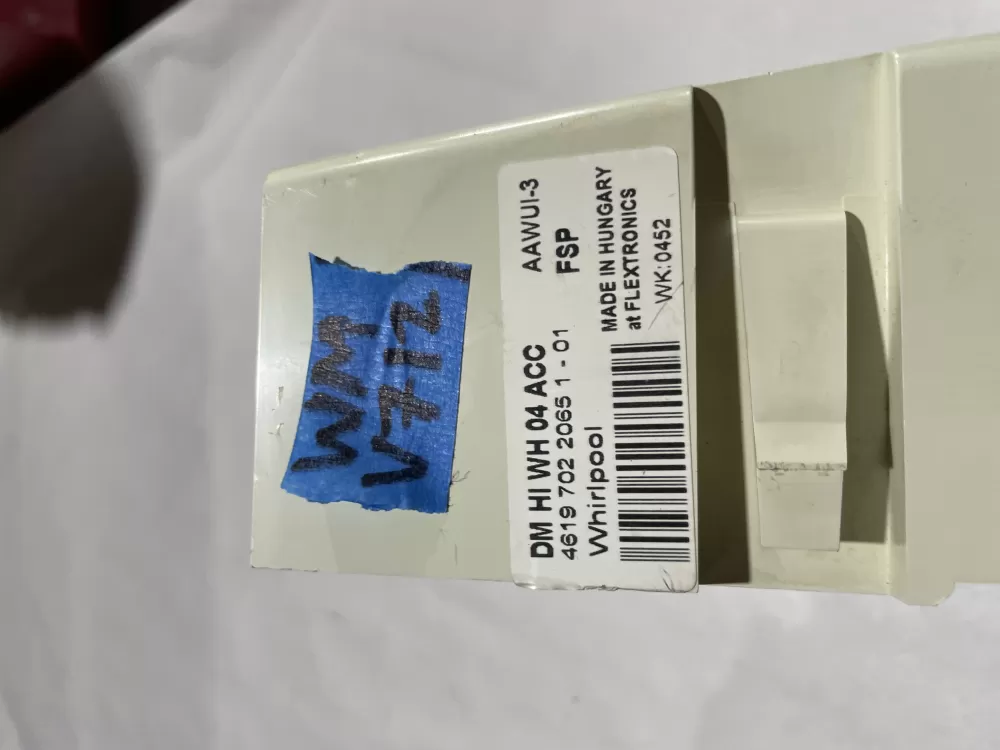 WM
V712
DM HI WH 04 ACC
AAWUI-3
4619 702 2065 1 - 01
FSP
Whirlpool
MADE IN HUNGARY
at FLEXTRONICS
WK:0452